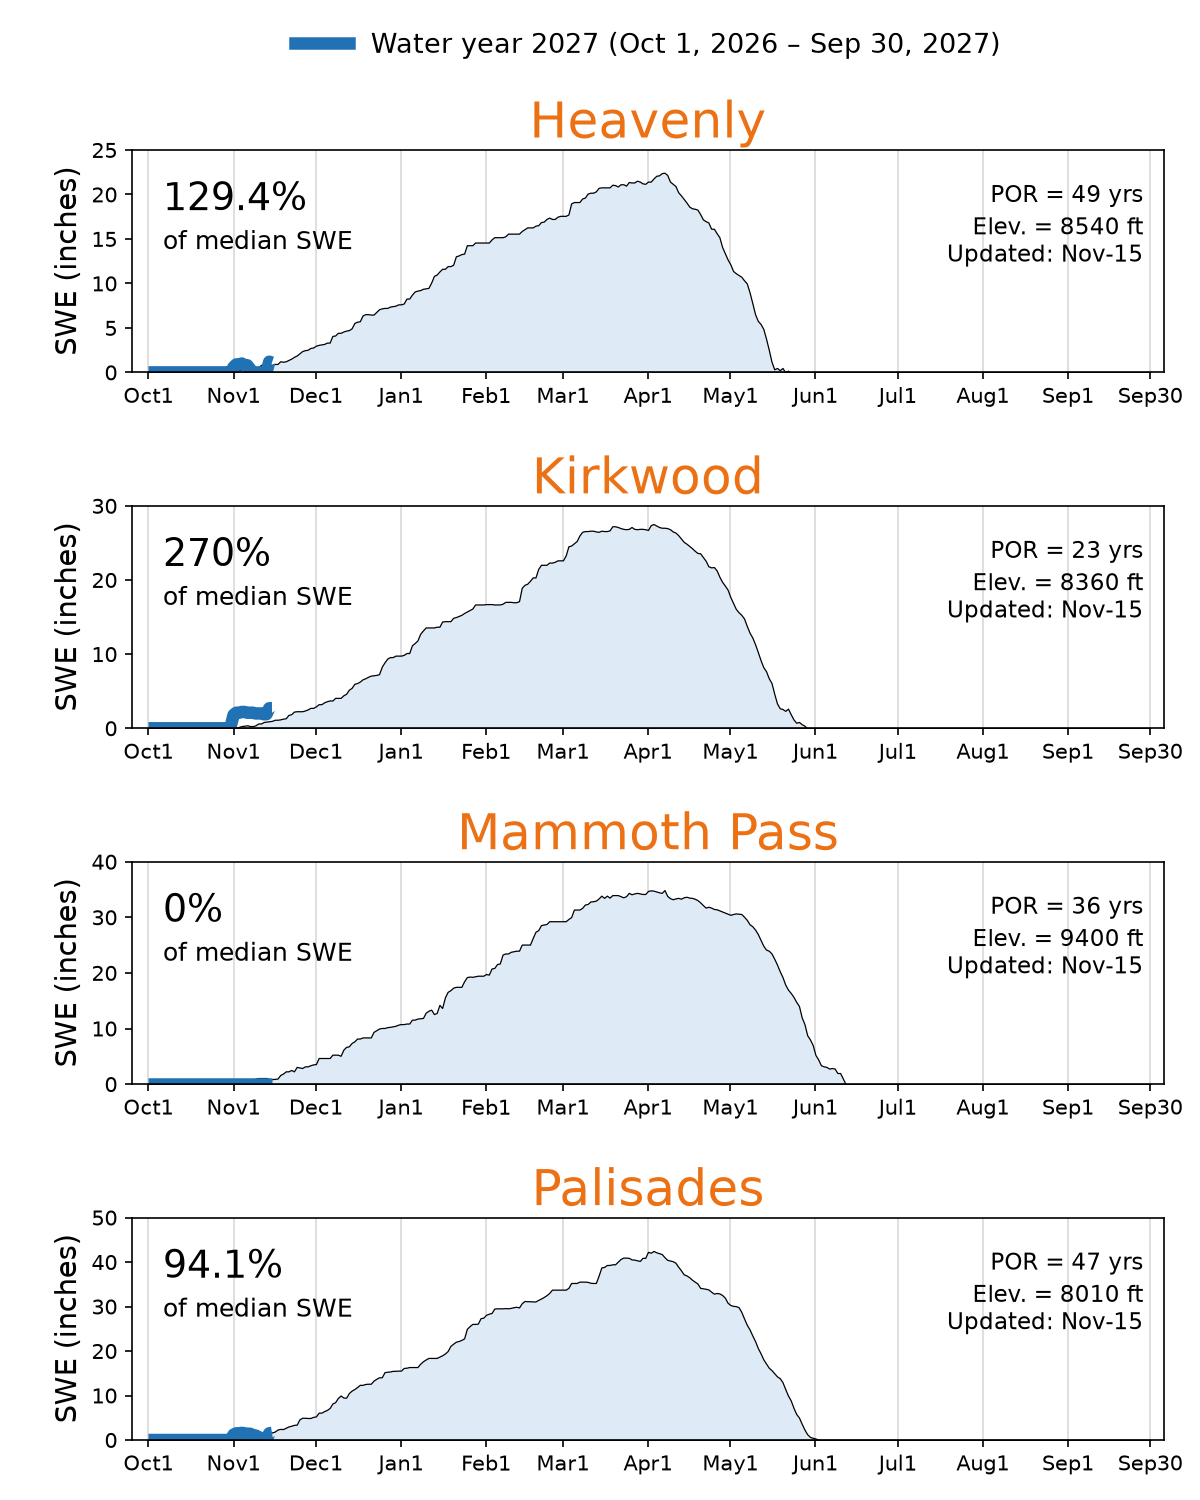 Water year 2027 (Oct 1, 2026 – Sep 30, 2027)
Heavenly
SWE (inches)
25
20
15
10
5
0
129.4%
of median SWE
POR = 49 yrs
Elev. = 8540 ft
Updated: Nov-15
Oct1 Nov1 Dec1 Jan1 Feb1 Mar1 Apr1 May1 Jun1 Jul1 Aug1 Sep1 Sep30
Kirkwood
SWE (inches)
30
20
10
0
270%
of median SWE
POR = 23 yrs
Elev. = 8360 ft
Updated: Nov-15
Oct1 Nov1 Dec1 Jan1 Feb1 Mar1 Apr1 May1 Jun1 Jul1 Aug1 Sep1 Sep30
Mammoth Pass
SWE (inches)
40
30
20
10
0
0%
of median SWE
POR = 36 yrs
Elev. = 9400 ft
Updated: Nov-15
Oct1 Nov1 Dec1 Jan1 Feb1 Mar1 Apr1 May1 Jun1 Jul1 Aug1 Sep1 Sep30
Palisades
SWE (inches)
50
40
30
20
10
0
94.1%
of median SWE
POR = 47 yrs
Elev. = 8010 ft
Updated: Nov-15
Oct1 Nov1 Dec1 Jan1 Feb1 Mar1 Apr1 May1 Jun1 Jul1 Aug1 Sep1 Sep30